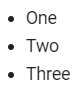 • One
• Two
• Three